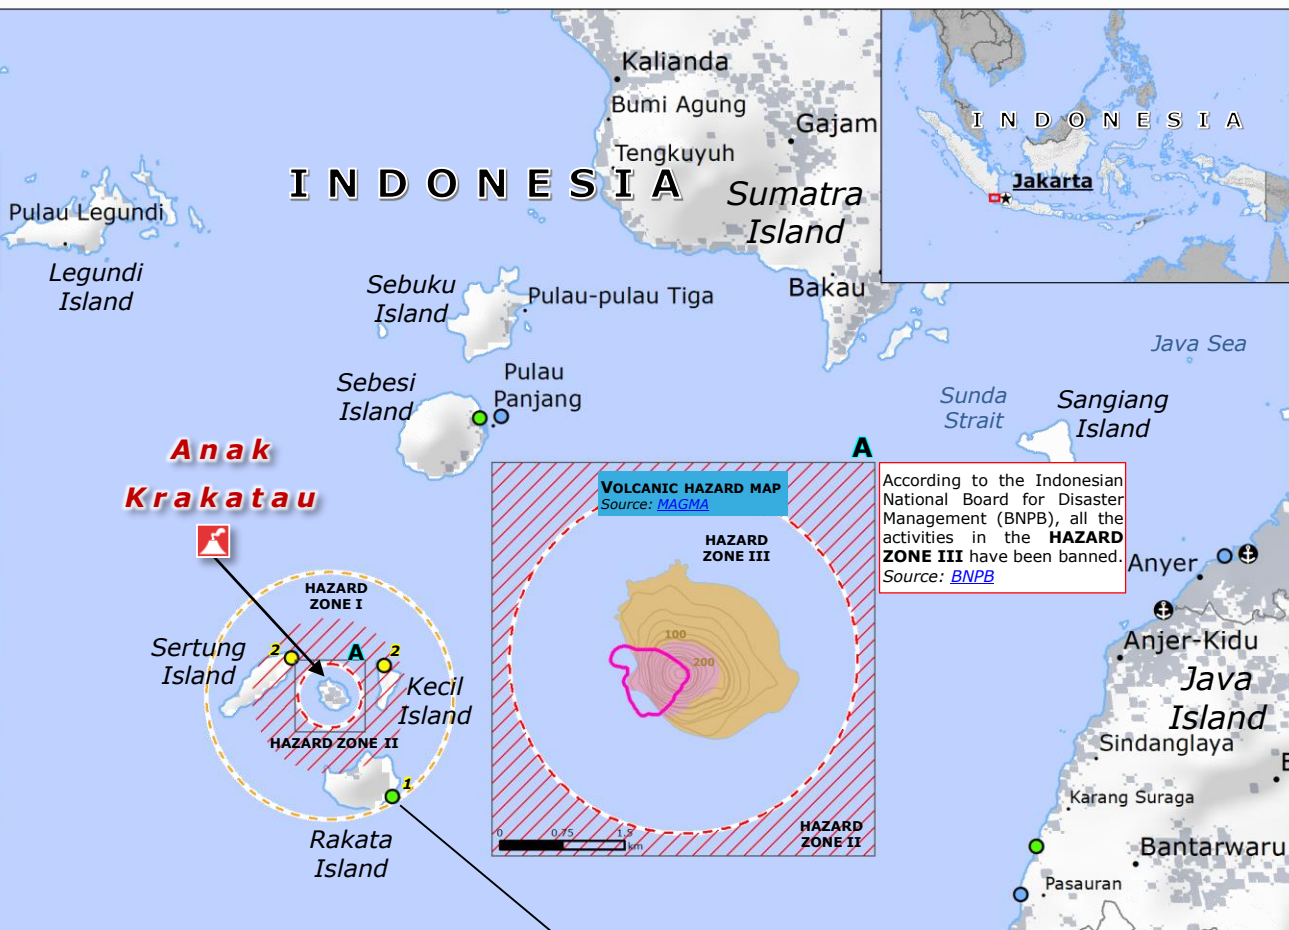 Kalianda
Bumi Agung
Gajam
Tengkuyuh
INDONESIA
Sumatra
Island
INDONESIA
Jakarta
Pulau Legundi
Legundi
Island
Sebuku
Island
Pulau-pulau Tiga
Bakau
Java Sea
Sebesi
Island
Pulau
Panjang
Sunda
Strait
Sangiang
Island
Anak
Krakatau
A
VOLCANIC HAZARD MAP
Source: MAGMA
HAZARD
ZONE III
100
200
HAZARD
ZONE II
0 0.75 1.5
km
According to the Indonesian
National Board for Disaster
Management (BNPB), all the
activities in the HAZARD
ZONE III have been banned.
Source: BNPB
Anyer
Anjer-Kidu
Java
Island
Sindanglaya
Karang Suraga
Bantarwaru
Pasauran
HAZARD
ZONE I
Sertung
Island
2
A
2
Kecil
Island
HAZARD ZONE II
1
Rakata
Island